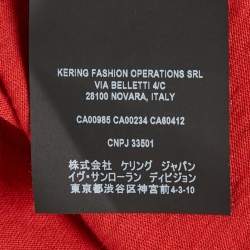 KERING FASHION OPERATIONS SRL
VIA BELLETTI 4/C
28100 NOVARA, ITALY
CA00985 CA00234 CA60412
CNPJ 33501
株式会社 ケリング ジャパン
イヴ・サンローラン ディビジョン
東京都渋谷区神宮前4-3-10